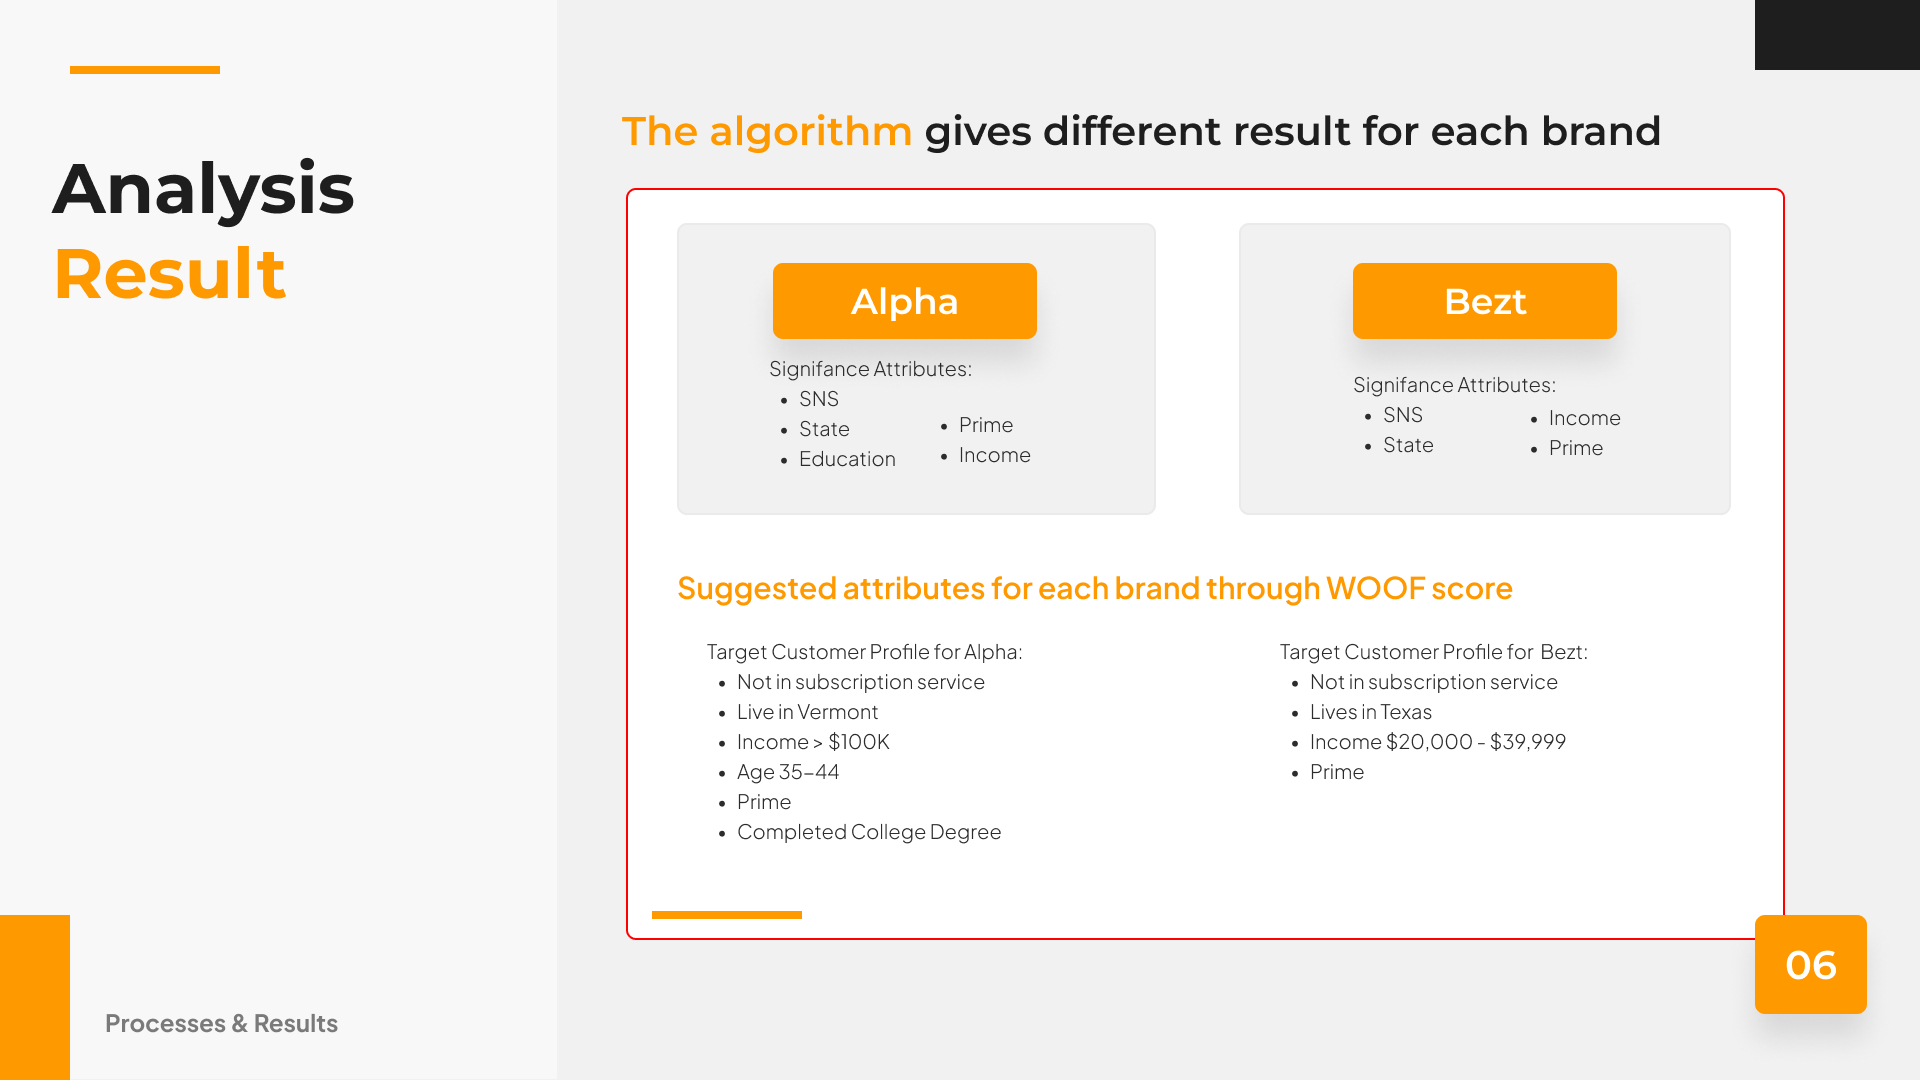 Analysis
Result
The algorithm gives different result for each brand
Alpha
Signifance Attributes:
• SNS
• State
• Education
• Prime
• Income
Bezt
Signifance Attributes:
• SNS
• State
• Income
• Prime
Suggested attributes for each brand through WOOF score
Target Customer Profile for Alpha:
• Not in subscription service
• Live in Vermont
• Income > $100K
• Age 35–44
• Prime
• Completed College Degree
Target Customer Profile for Bezt:
• Not in subscription service
• Lives in Texas
• Income $20,000 - $39,999
• Prime
Processes & Results
06